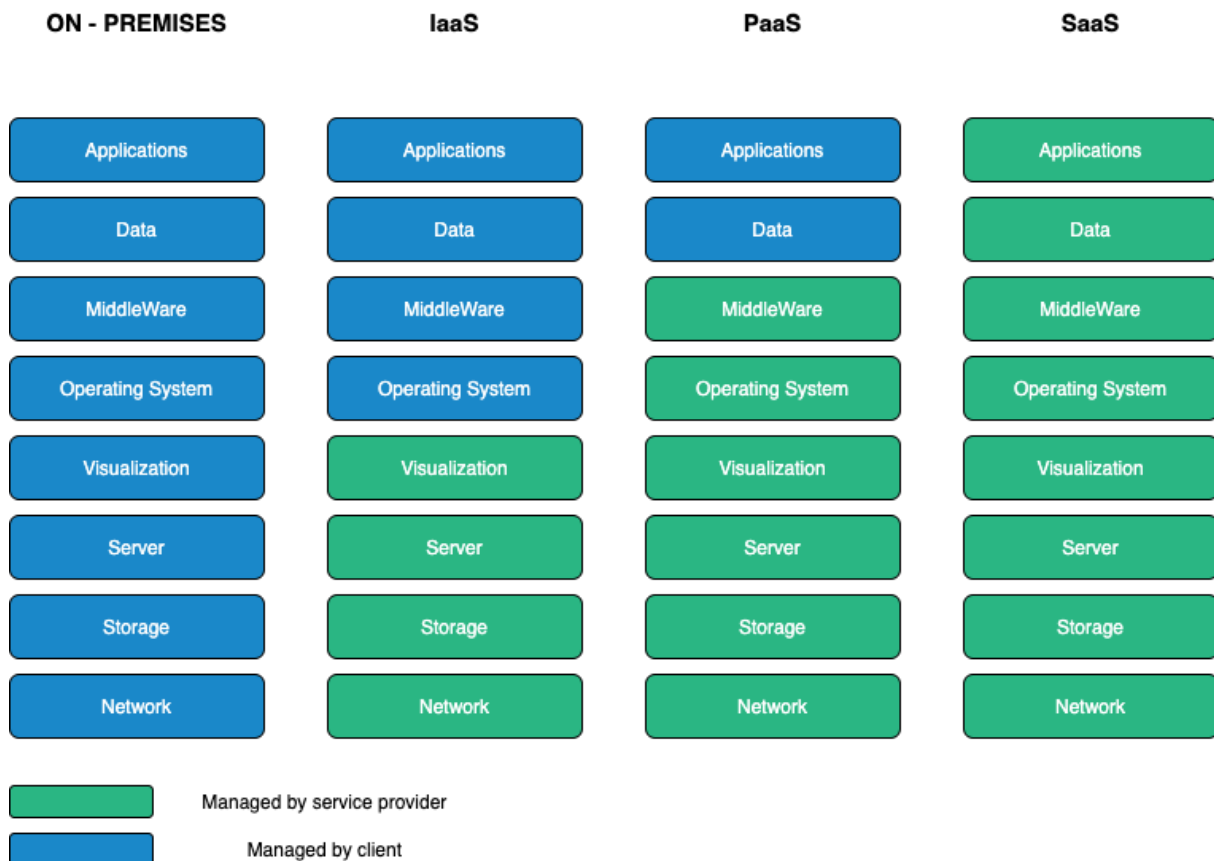 ON - PREMISES IaaS PaaS SaaS
Applications Applications Applications Applications
Data Data Data Data
MiddleWare MiddleWare MiddleWare MiddleWare
Operating System Operating System Operating System Operating System
Visualization Visualization Visualization Visualization
Server Server Server Server
Storage Storage Storage Storage
Network Network Network Network
Managed by service provider
Managed by client